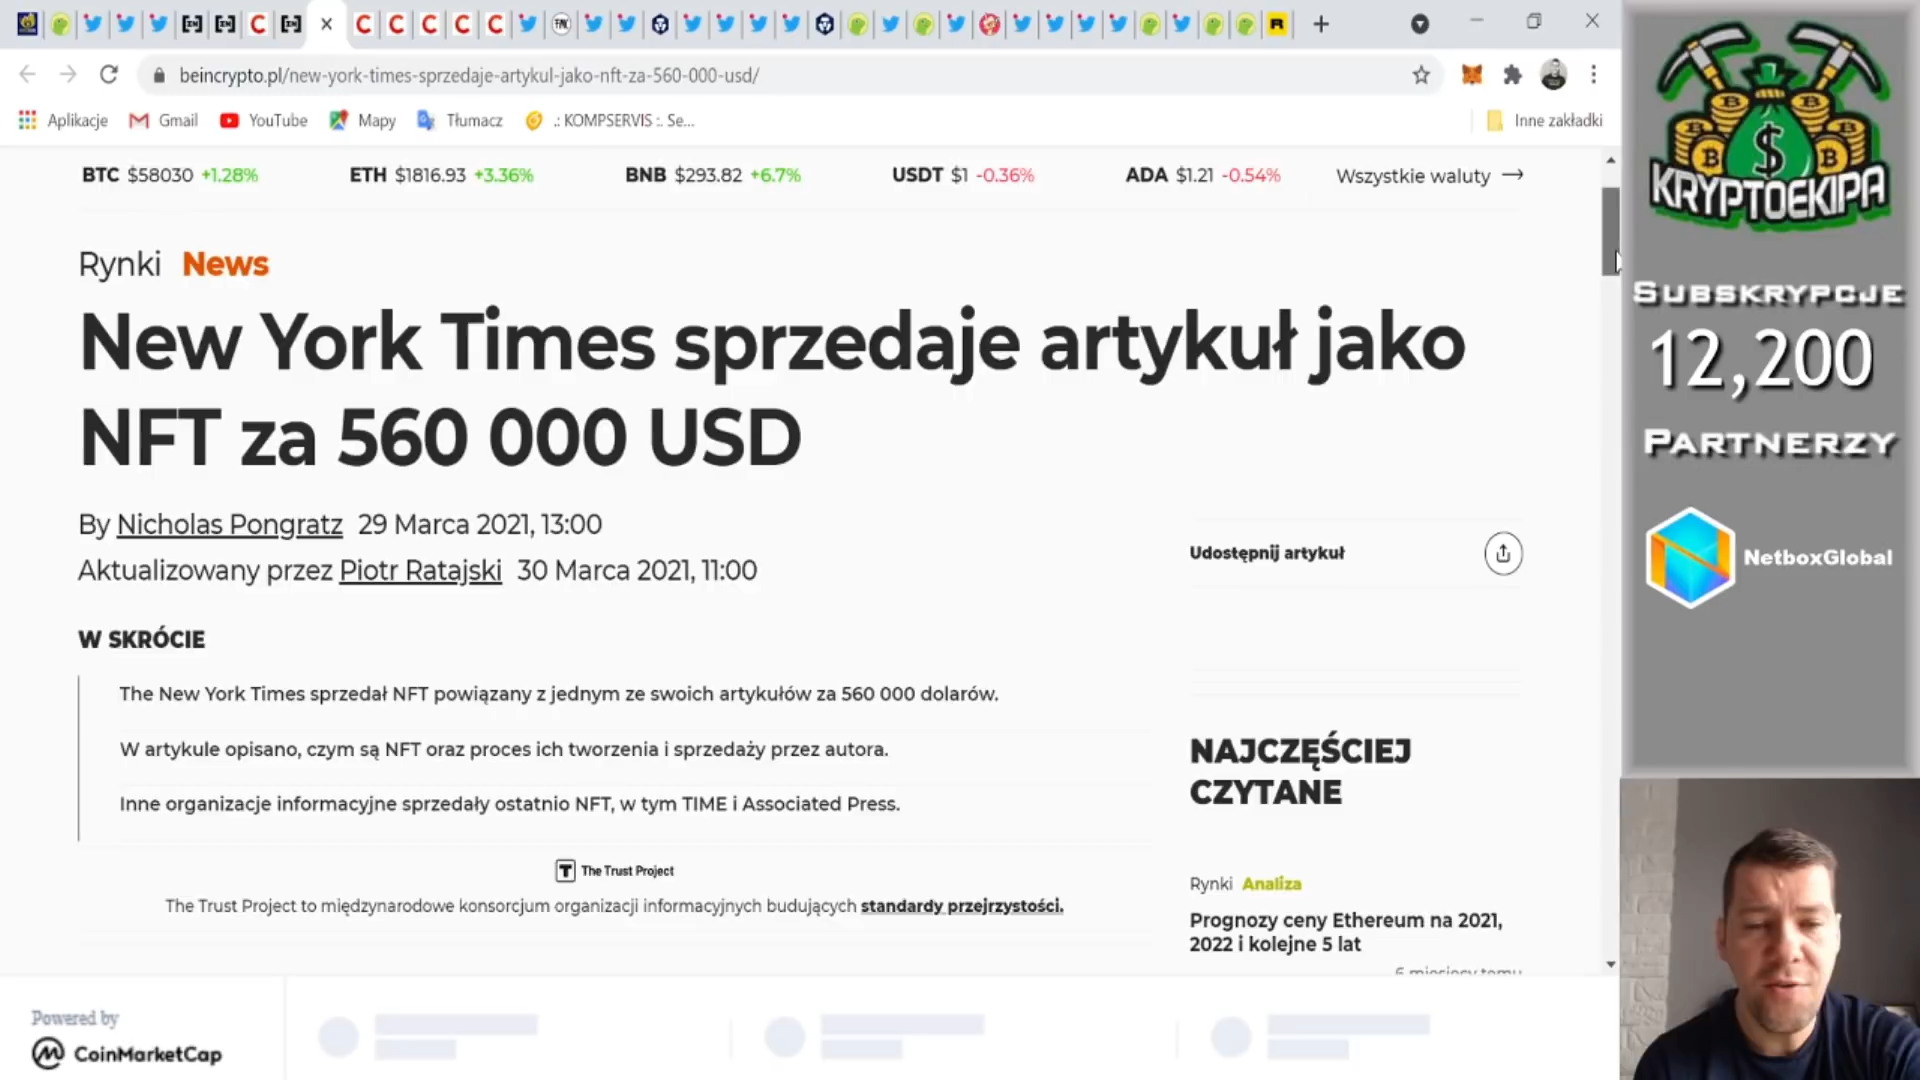 beincrypto.pl/new-york-times-sprzedaje-artykul-jako-nft-za-560-000-usd/
Aplikacje Gmail YouTube Mapy Tłumacz .: KOMPSERVIS :. Se... Inne zakładki
BTC $58030 +1.28% ETH $1816.93 +3.36% BNB $293.82 +6.7% USDT $1 -0.36% ADA $1.21 -0.54% Wszystkie waluty →
Rynki News
New York Times sprzedaje artykuł jako
NFT za 560 000 USD
By Nicholas Pongratz 29 Marca 2021, 13:00
Aktualizowany przez Piotr Ratajski 30 Marca 2021, 11:00
W SKRÓCIE
The New York Times sprzedał NFT powiązany z jednym ze swoich artykułów za 560 000 dolarów.
W artykule opisano, czym są NFT oraz proces ich tworzenia i sprzedaży przez autora.
Inne organizacje informacyjne sprzedały ostatnio NFT, w tym TIME i Associated Press.
The Trust Project
The Trust Project to międzynarodowe konsorcjum organizacji informacyjnych budujących standardy przejrzystości.
Udostępnij artykuł
NAJCZĘŚCIEJ
CZYTANE
Rynki Analiza
Prognozy ceny Ethereum na 2021,
2022 i kolejne 5 lat
6 miesięcy temu
Powered by
CoinMarketCap
KRYPTOEKIPA
SUBSKRYPCJE
12,200
PARTNERZY
NetboxGlobal